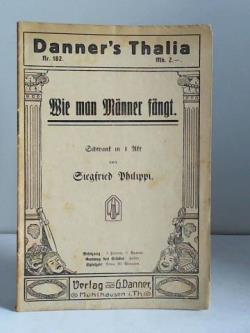 Danner's Thalia
Nr. 182. Mk. 2.—.
Wie man Männer fängt.
Schwank in 1 Akt
von
Siegfried Philippi.
Verlag von G. Danner,
Mühlhausen i. Th.